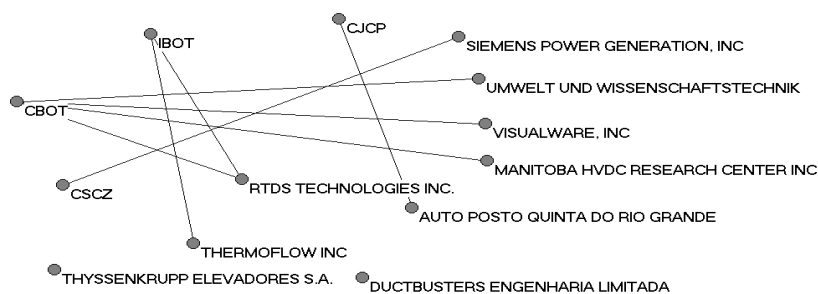 CJCP
IBOT
SIEMENS POWER GENERATION, INC
UMWELT UND WISSENSCHAFTSTECHNIK
CBOT
VISUALWARE, INC
MANITOBA HVDC RESEARCH CENTER INC
CSCZ
RTDS TECHNOLOGIES INC.
AUTO POSTO QUINTA DO RIO GRANDE
THERMOFLOW INC
THYSSENKRUPP ELEVADORES S.A.
DUCTBUSTERS ENGENHARIA LIMITADA